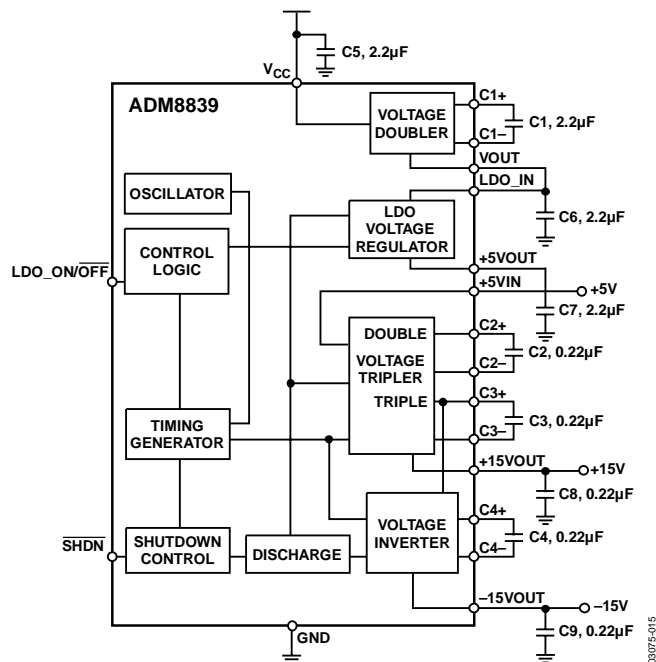 C5, 2.2µF
VCC
ADM8839
VOLTAGE
DOUBLER
C1+
C1–
C1, 2.2µF
VOUT
LDO_IN
OSCILLATOR
LDO
VOLTAGE
REGULATOR
C6, 2.2µF
CONTROL
LOGIC
LDO_ON/OFF
+5VOUT
+5VIN
+5V
C7, 2.2µF
DOUBLE
VOLTAGE
TRIPLER
TRIPLE
C2+
C2–
C2, 0.22µF
C3+
C3–
C3, 0.22µF
TIMING
GENERATOR
+15VOUT
+15V
C8, 0.22µF
VOLTAGE
INVERTER
C4+
C4–
C4, 0.22µF
SHDN
SHUTDOWN
CONTROL
DISCHARGE
–15VOUT
–15V
C9, 0.22µF
GND
03075-015